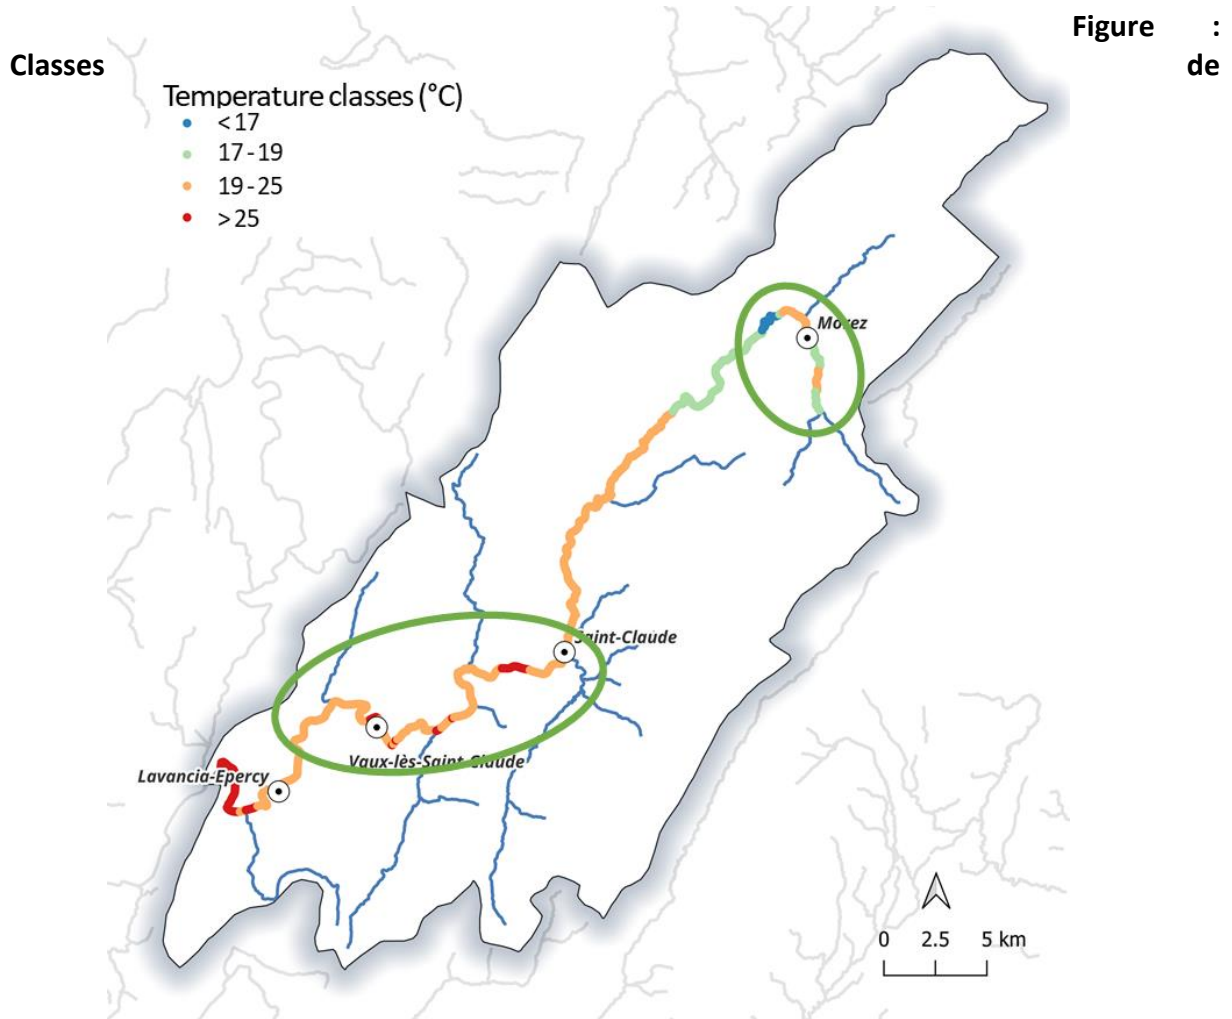 Figure :
Classes de
Temperature classes (°C)
<17
17-19
19-25
>25
Morez
Saint-Claude
Vaux-lès-Saint-Claude
Lavancia-Epercy
0 2.5 5 km